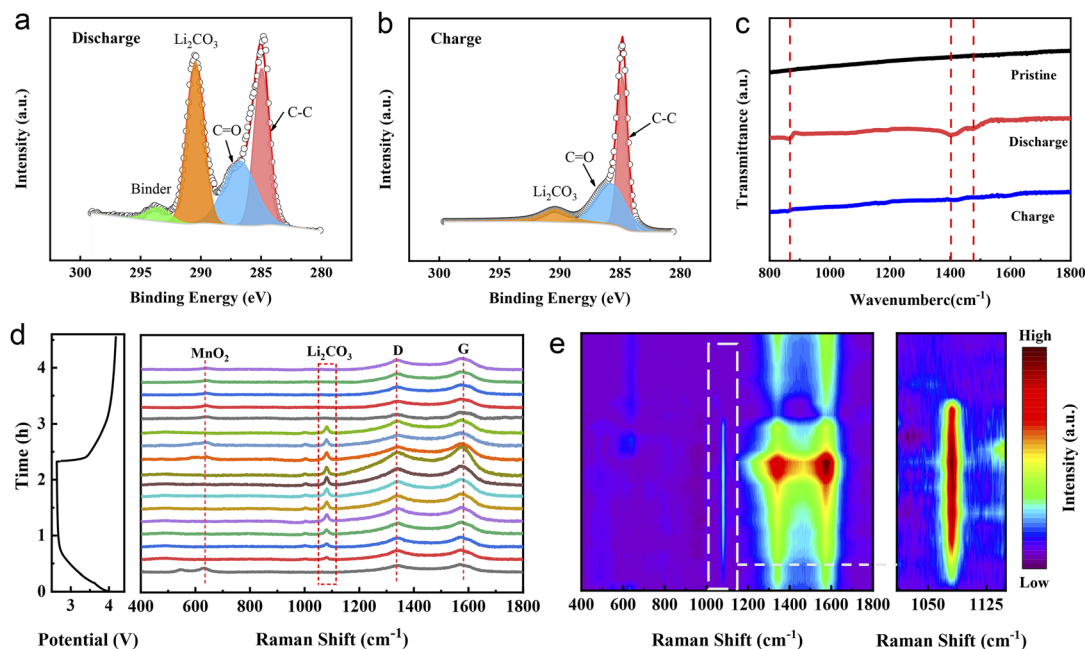 a
Discharge
Li₂CO₃
C=O
C-C
Binder
Intensity (a.u.)
300 295 290 285 280
Binding Energy (eV)
b
Charge
C-C
C=O
Li₂CO₃
Intensity (a.u.)
300 295 290 285 280
Binding Energy (eV)
c
Pristine
Discharge
Charge
Transmittance (a.u.)
800 1000 1200 1400 1600 1800
Wavenumberc(cm⁻¹)
d
MnO₂ Li₂CO₃ D G
Time (h)
4
3
2
1
0
3 4
Potential (V)
400 600 800 1000 1200 1400 1600 1800
Raman Shift (cm⁻¹)
e
400 600 800 1000 1200 1400 1600 1800
Raman Shift (cm⁻¹)
1050 1125
Raman Shift (cm⁻¹)
High
Intensity (a.u.)
Low